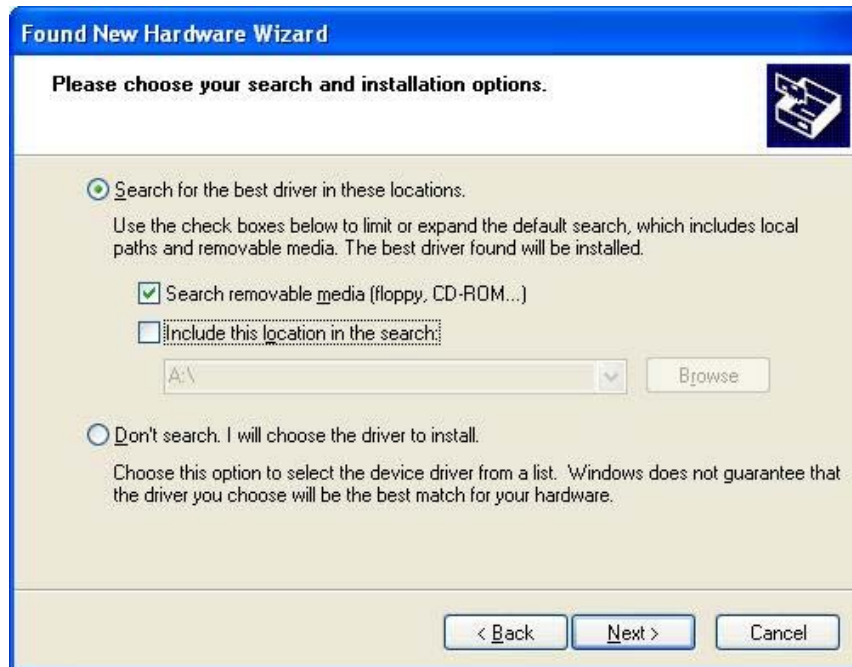 Found New Hardware Wizard
Please choose your search and installation options.
Search for the best driver in these locations.
Use the check boxes below to limit or expand the default search, which includes local
paths and removable media. The best driver found will be installed.
Search removable media (floppy, CD-ROM...)
Include this location in the search:
A:\
Browse
Don't search. I will choose the driver to install.
Choose this option to select the device driver from a list. Windows does not guarantee that
the driver you choose will be the best match for your hardware.
< Back Next > Cancel